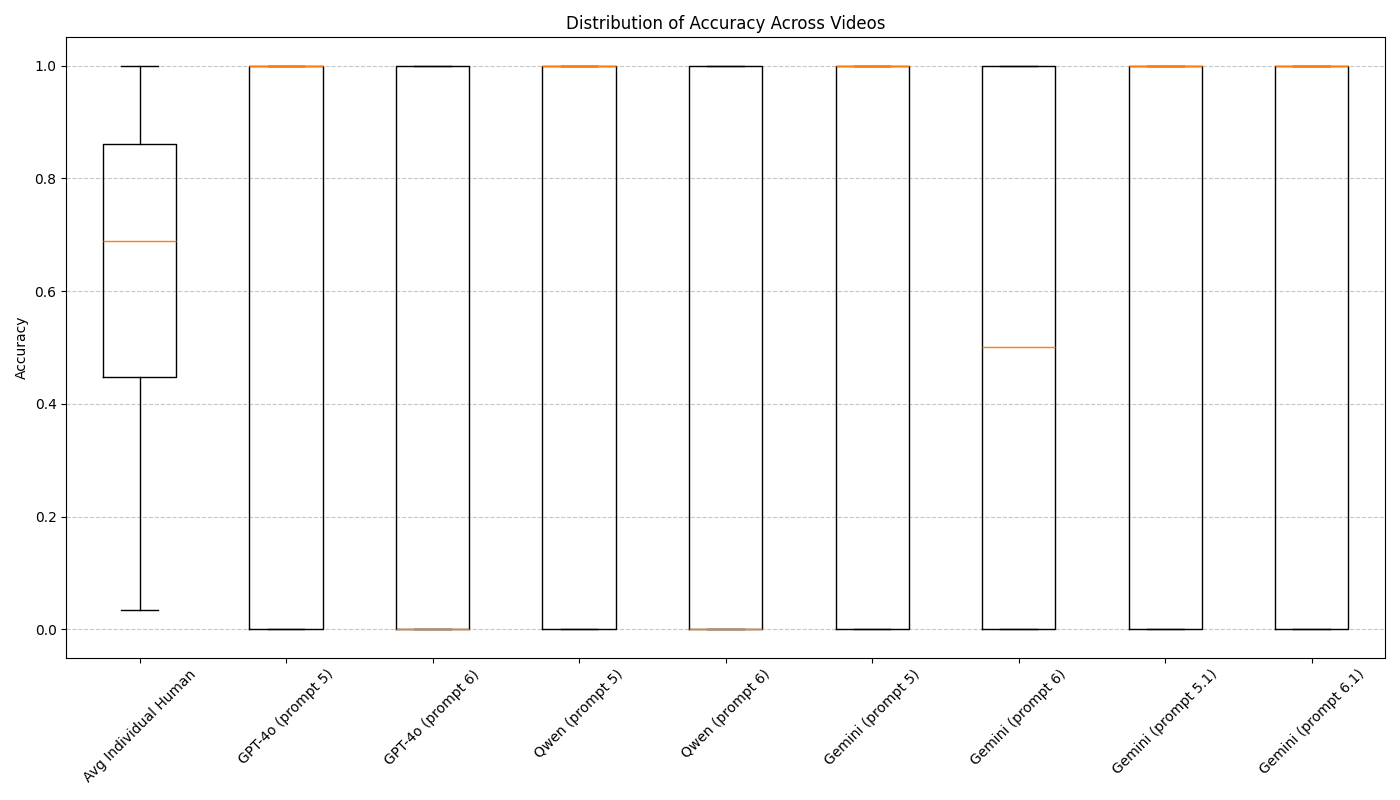 Distribution of Accuracy Across Videos
Accuracy
1.0
0.8
0.6
0.4
0.2
0.0
Avg Individual Human
GPT-4o (prompt 5)
GPT-4o (prompt 6)
Qwen (prompt 5)
Qwen (prompt 6)
Gemini (prompt 5)
Gemini (prompt 6)
Gemini (prompt 5.1)
Gemini (prompt 6.1)